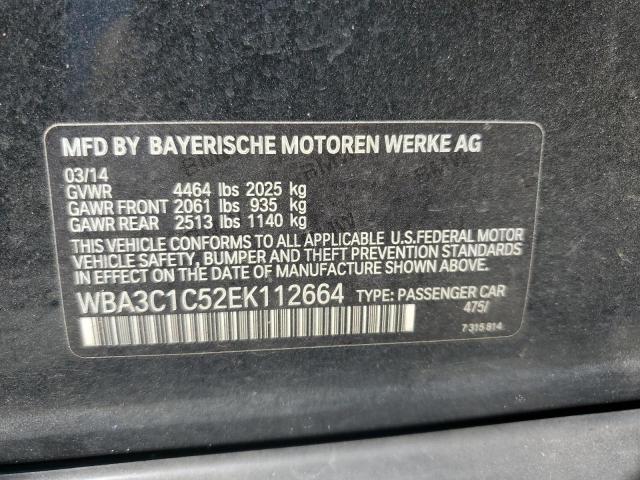 MFD BY BAYERISCHE MOTOREN WERKE AG
03/14
GVWR 4464 lbs 2025 kg
GAWR FRONT 2061 lbs 935 kg
GAWR REAR 2513 lbs 1140 kg
THIS VEHICLE CONFORMS TO ALL APPLICABLE U.S. FEDERAL MOTOR
VEHICLE SAFETY, BUMPER AND THEFT PREVENTION STANDARDS
IN EFFECT ON THE DATE OF MANUFACTURE SHOWN ABOVE.
WBA3C1C52EK112664 TYPE: PASSENGER CAR
475/
7 315 814